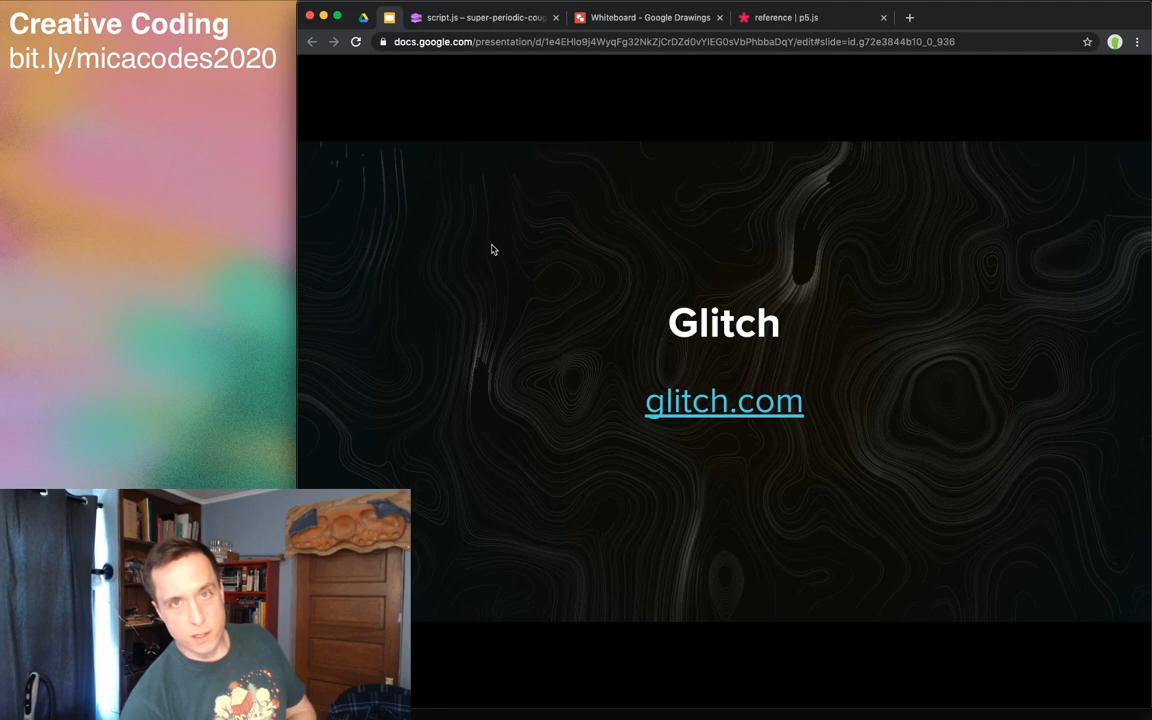 Creative Coding
bit.ly/micacodes2020
script.js – super-periodic-coug
Whiteboard - Google Drawings
reference | p5.js
docs.google.com/presentation/d/1e4EHlo9j4WyqFg32NkZjCrDZd0vYIEG0sVbPhbbaDqY/edit#slide=id.g72e3844b10_0_936
Glitch
glitch.com